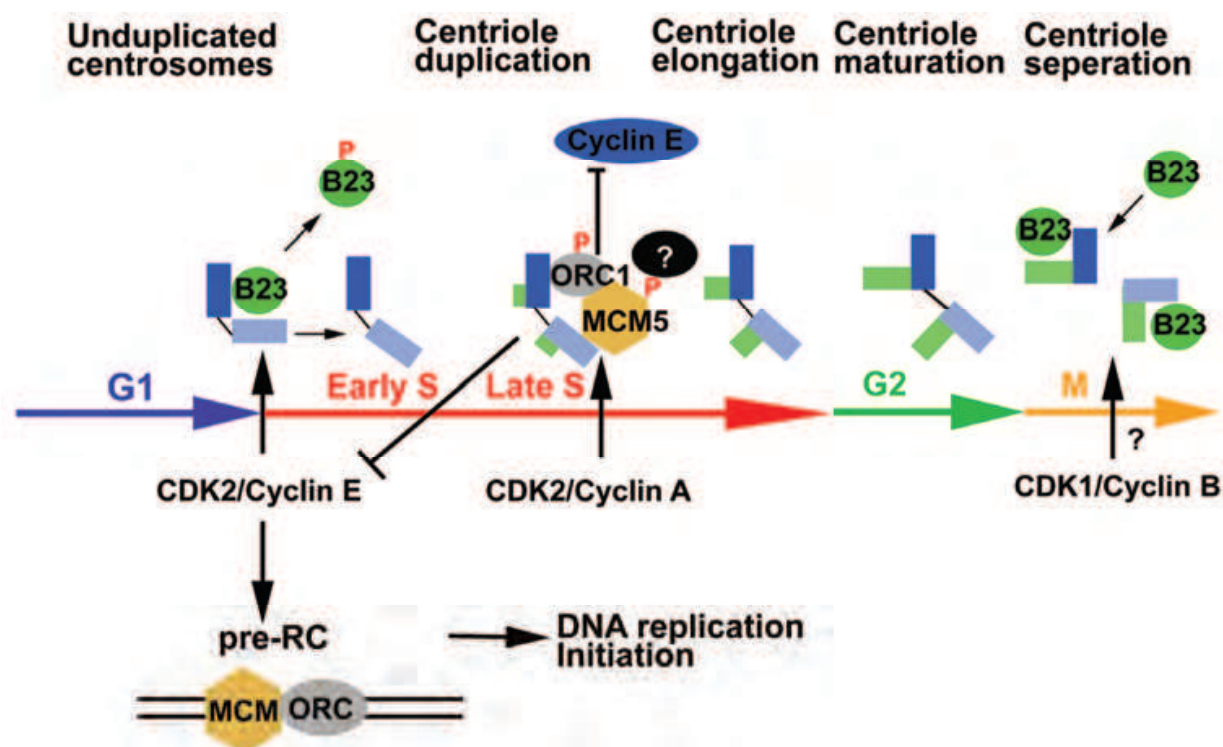 Unduplicated
centrosomes
Centriole
duplication
Centriole
elongation
Centriole
maturation
Centriole
seperation
Cyclin E
P
B23
B23
P
ORC1
?
P
MCM5
B23
B23
B23
G1
Early S
Late S
G2
M
?
CDK2/Cyclin E
CDK2/Cyclin A
CDK1/Cyclin B
pre-RC
DNA replication
Initiation
MCM
ORC